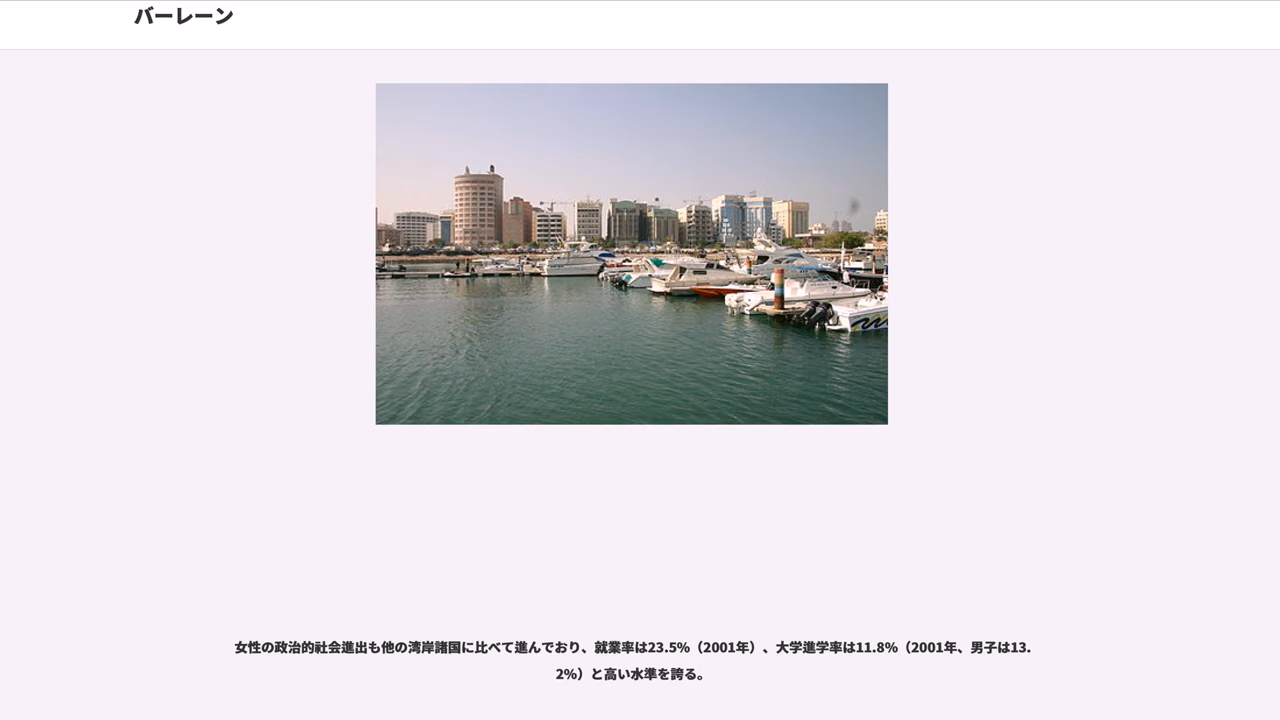 バーレーン
女性の政治的社会進出も他の湾岸諸国に比べて進んでおり、就業率は23.5%（2001年）、大学進学率は11.8%（2001年、男子は13.
2%）と高い水準を誇る。